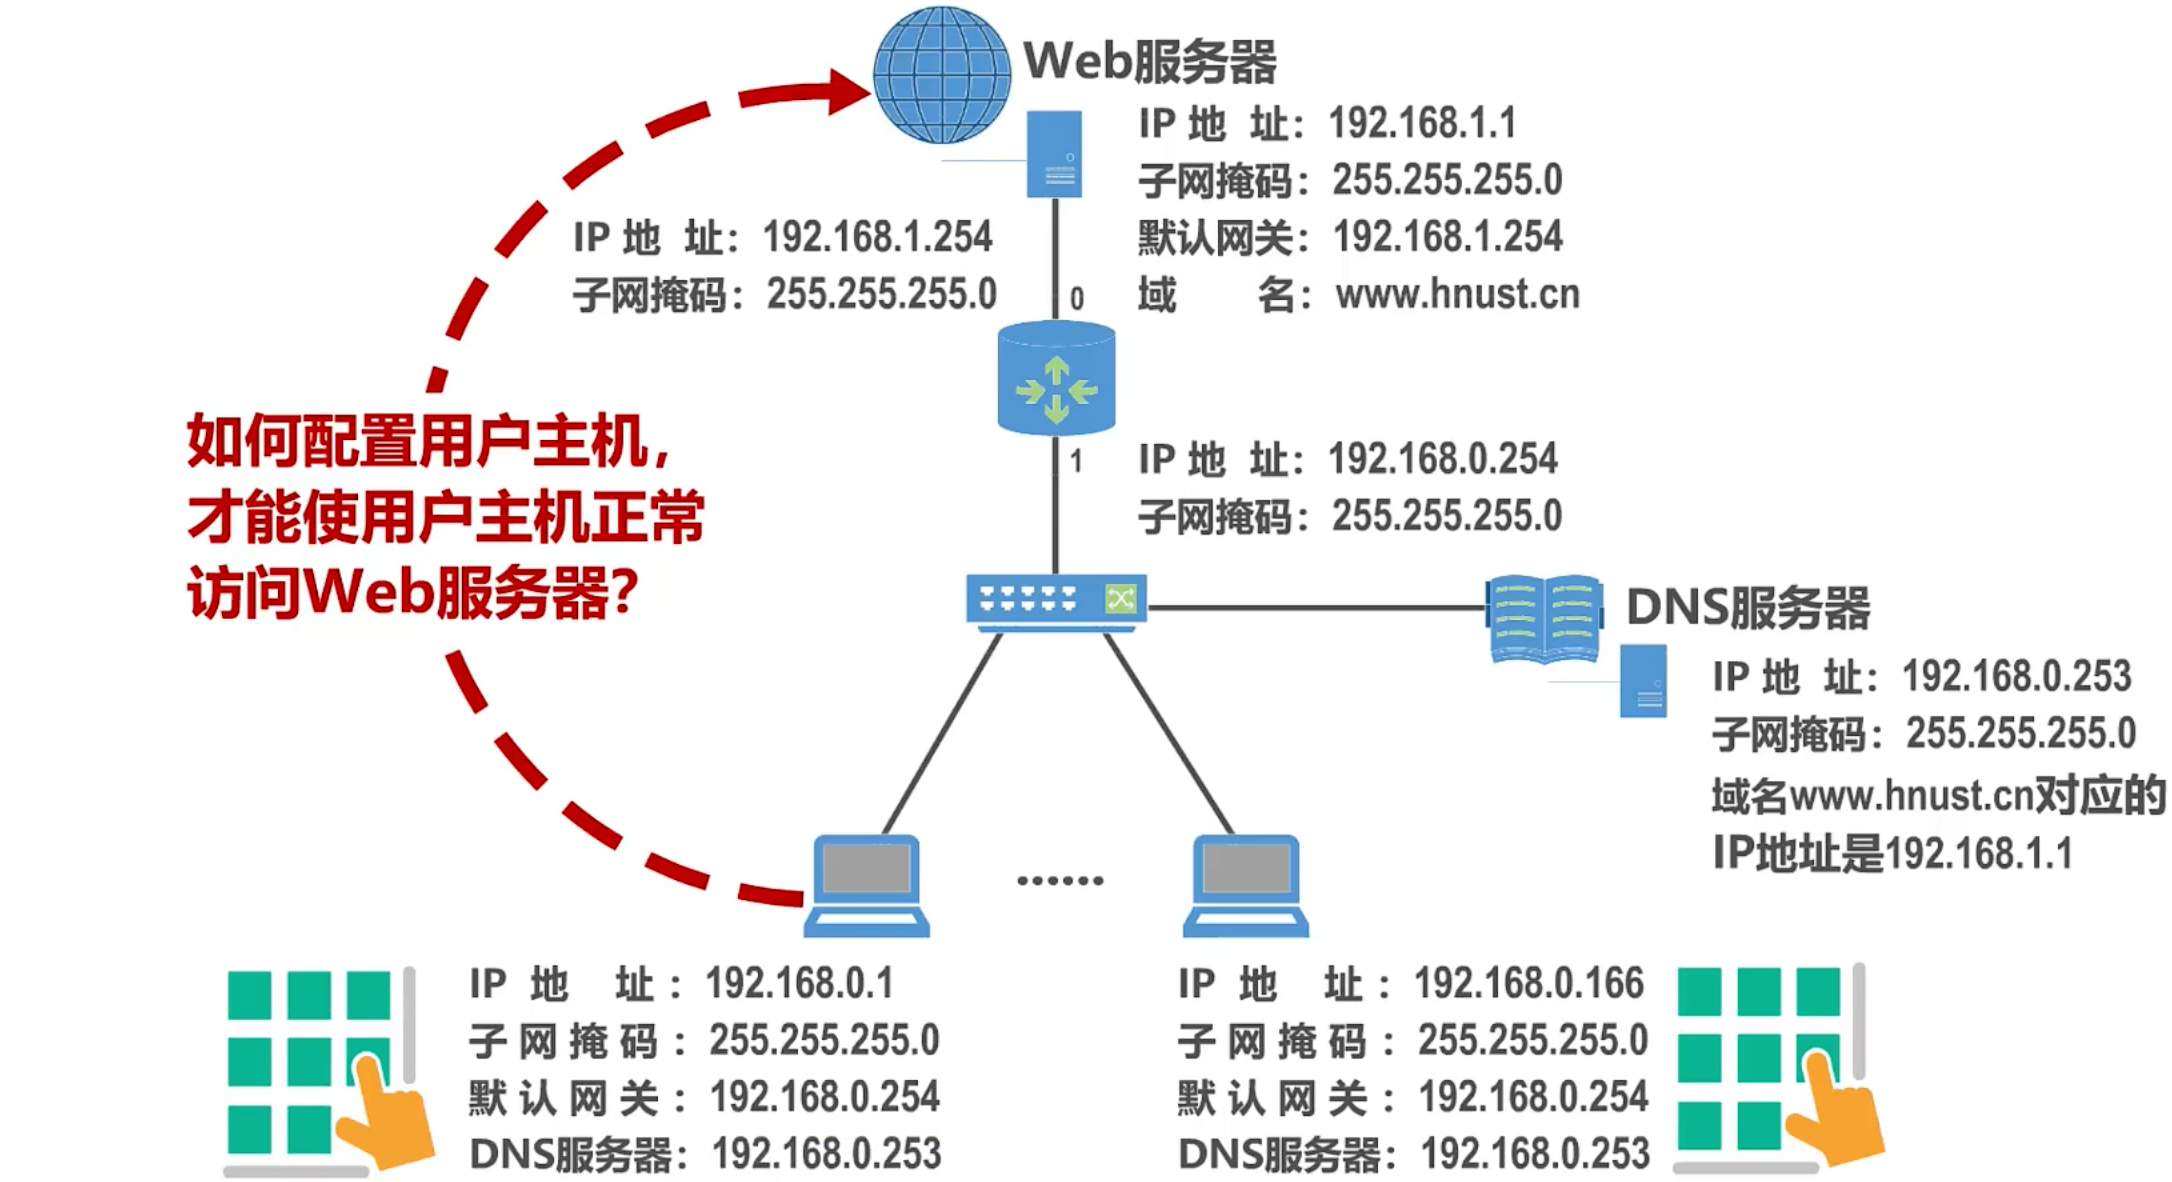 Web服务器
IP 地 址：192.168.1.1
子网掩码：255.255.255.0
默认网关：192.168.1.254
域 名：www.hnust.cn
IP 地 址：192.168.1.254
子网掩码：255.255.255.0
0
如何配置用户主机，
才能使用户主机正常
访问Web服务器？
1
IP 地 址：192.168.0.254
子网掩码：255.255.255.0
DNS服务器
IP 地 址：192.168.0.253
子网掩码：255.255.255.0
域名www.hnust.cn对应的
IP地址是192.168.1.1
......
IP 地 址：192.168.0.1
子网掩码：255.255.255.0
默认网关：192.168.0.254
DNS服务器：192.168.0.253
IP 地 址：192.168.0.166
子网掩码：255.255.255.0
默认网关：192.168.0.254
DNS服务器：192.168.0.253